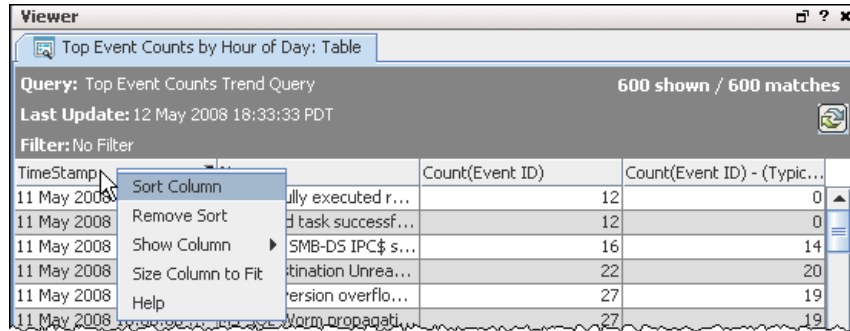 Viewer
Top Event Counts by Hour of Day: Table
Query: Top Event Counts Trend Query 600 shown / 600 matches
Last Update: 12 May 2008 18:33:33 PDT
Filter: No Filter
TimeStamp Count(Event ID) Count(Event ID) - (Typic...
Sort Column
Remove Sort
Show Column
Size Column to Fit
Help
11 May 2008 ully executed r... 12 0
11 May 2008 d task successf... 12 0
11 May 2008 SMB-DS IPC$ s... 16 14
11 May 2008 stination Unrea... 22 20
11 May 2008 version overflo... 27 19
11 May 2008 Worm propagati... 27 19